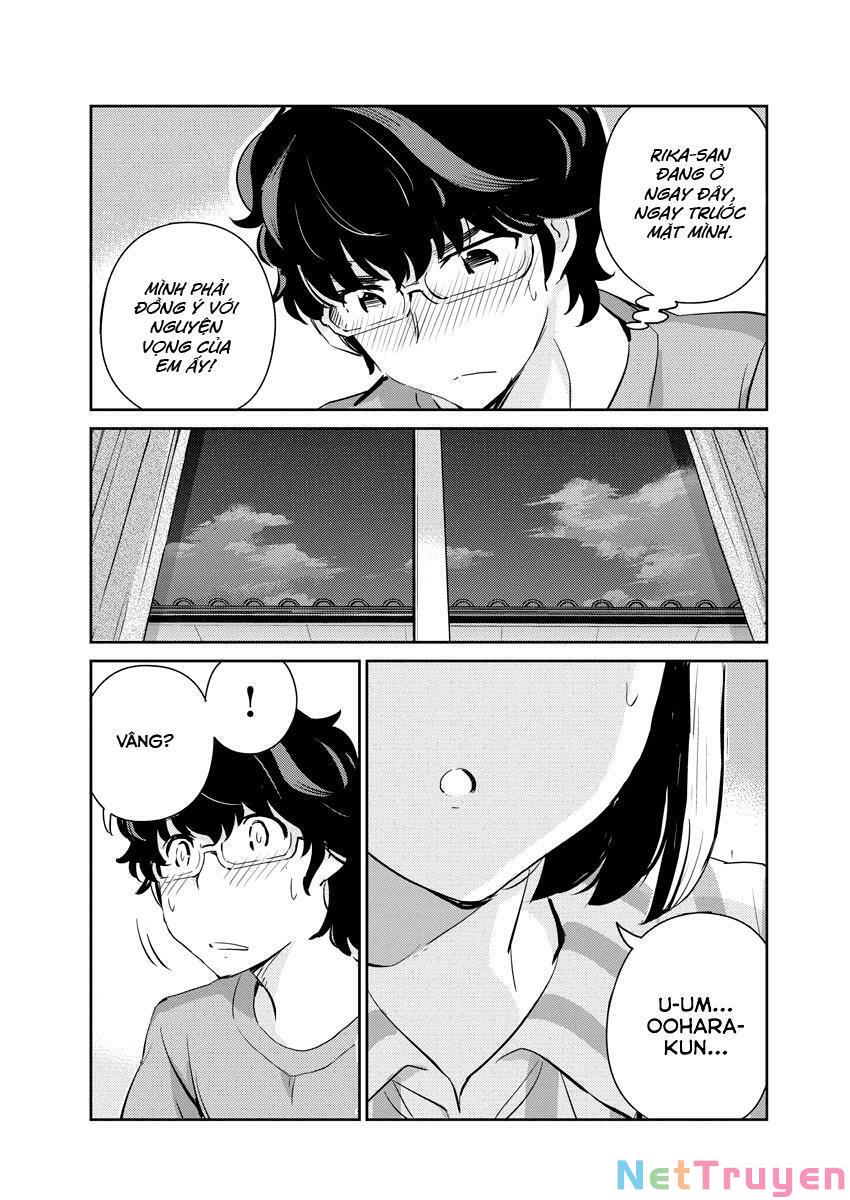 RIKA-SAN
ĐANG Ở
NGAY ĐÂY,
NGAY TRƯỚC
MẶT MÌNH.
MÌNH PHẢI
ĐỒNG Ý VỚI
NGUYỆN
VỌNG CỦA
EM ẤY!
U-UM...
OOHARA-
KUN...
!
VÂNG?
NetTruyen